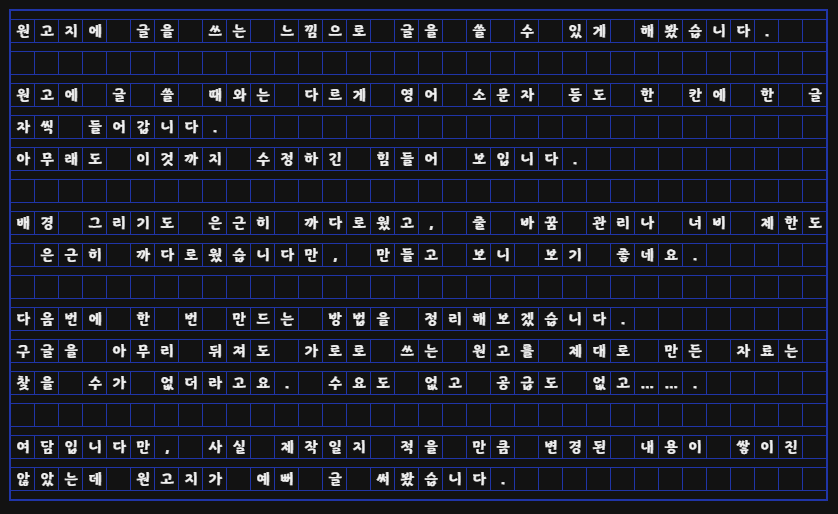 원고지에 글을 쓰는 느낌으로 글을 쓸 수 있게 해봤습니다.
원고에 글 쓸 때와는 다르게 영어 소문자 등도 한 칸에 한 글
자씩 들어갑니다.
아무래도 이것까지 수정하긴 힘들어 보입니다.
배경 그리기도 은근히 까다로웠고, 줄 바꿈 관리나 너비 제한도
은근히 까다로웠습니다만, 만들고 보니 보기 좋네요.
다음번에 한 번 만드는 방법을 정리해보겠습니다.
구글을 아무리 뒤져도 가로로 쓰는 원고를 제대로 만든 자료는
찾을 수가 없더라고요. 수요도 없고 공급도 없고…….
여담입니다만, 사실 제작일지 적을 만큼 변경된 내용이 쌓이진
않았는데 원고지가 예뻐 글 써봤습니다.